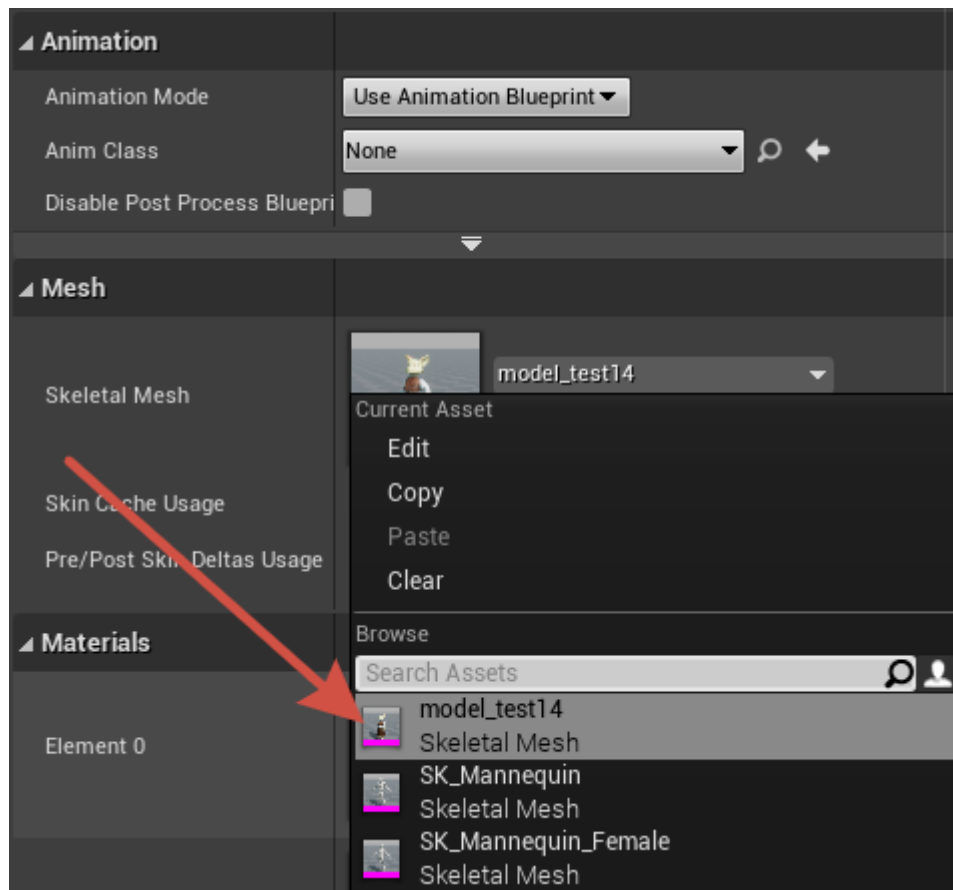 Animation
Animation Mode
Use Animation Blueprint
Anim Class
None
Disable Post Process Bluepri
Mesh
Skeletal Mesh
model_test14
Current Asset
Edit
Copy
Paste
Clear
Skin Cache Usage
Pre/Post Skin Deltas Usage
Materials
Browse
Search Assets
model_test14
Skeletal Mesh
Element 0
SK_Mannequin
Skeletal Mesh
SK_Mannequin_Female
Skeletal Mesh